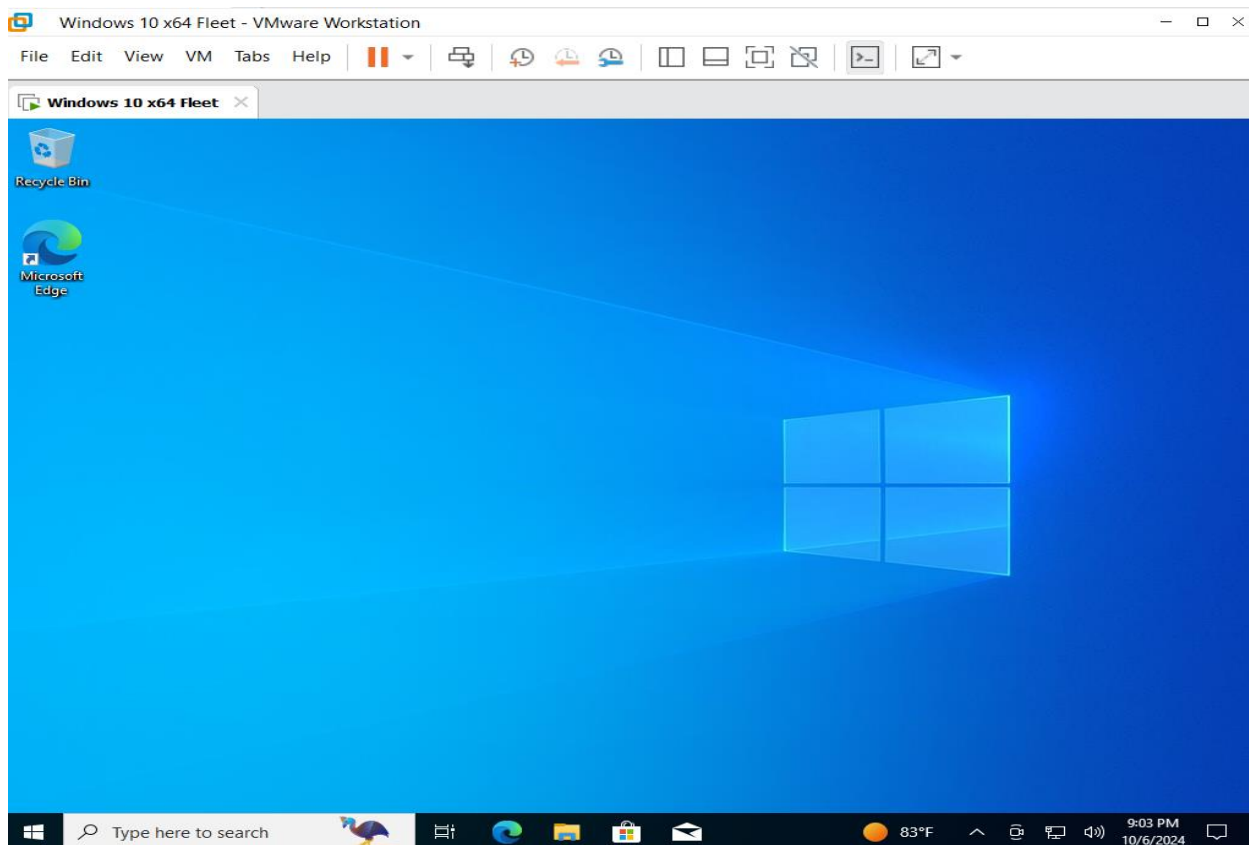 Windows 10 x64 Fleet - VMware Workstation
File Edit View VM Tabs Help
Windows 10 x64 Fleet
Recycle Bin
Microsoft
Edge
Type here to search
83°F
9:03 PM
10/6/2024